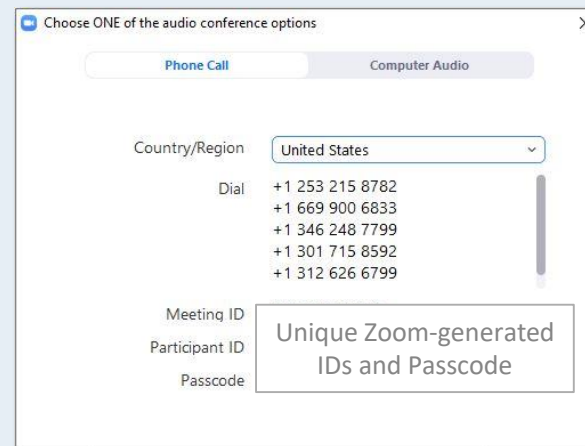 Choose ONE of the audio conference options
Phone Call Computer Audio
Country/Region United States
Dial +1 253 215 8782
+1 669 900 6833
+1 346 248 7799
+1 301 715 8592
+1 312 626 6799
Meeting ID
Participant ID
Passcode
Unique Zoom-generated
IDs and Passcode